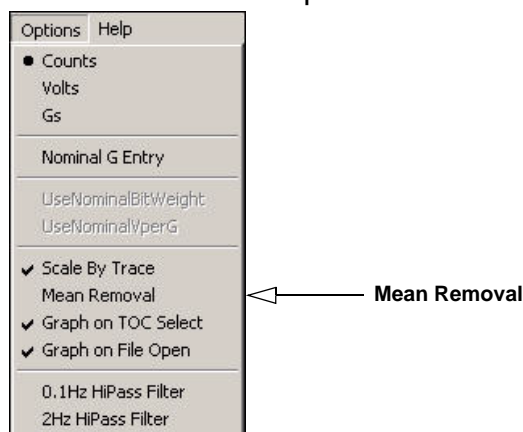 Options Help
Counts
Volts
Gs
Nominal G Entry
UseNominalBitWeight
UseNominalVperG
Scale By Trace
Mean Removal
Mean Removal
Graph on TOC Select
Graph on File Open
0.1Hz HiPass Filter
2Hz HiPass Filter